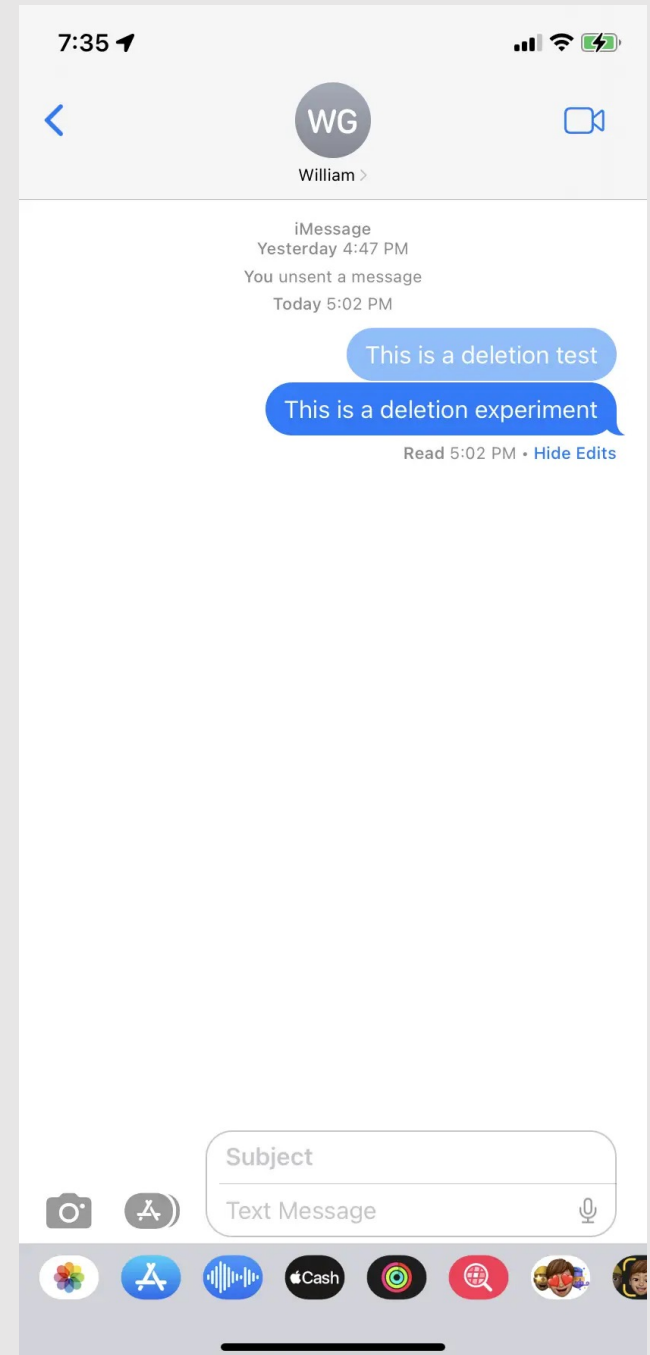 7:35
WG
William
iMessage
Yesterday 4:47 PM
You unsent a message
Today 5:02 PM
This is a deletion test
This is a deletion experiment
Read 5:02 PM • Hide Edits
Subject
Text Message
Cash